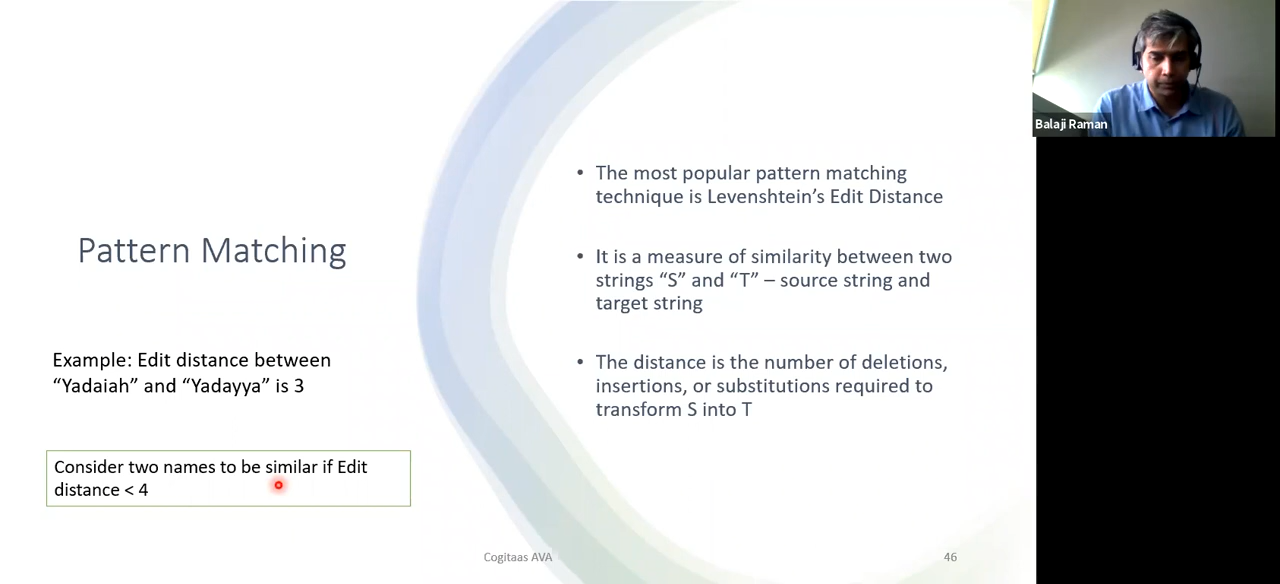 Pattern Matching
Example: Edit distance between
“Yadaiah” and “Yadayya” is 3
Consider two names to be similar if Edit
distance < 4
• The most popular pattern matching
technique is Levenshtein’s Edit Distance
• It is a measure of similarity between two
strings “S” and “T” – source string and
target string
• The distance is the number of deletions,
insertions, or substitutions required to
transform S into T
Cogitaas AVA
46
Balaji Raman